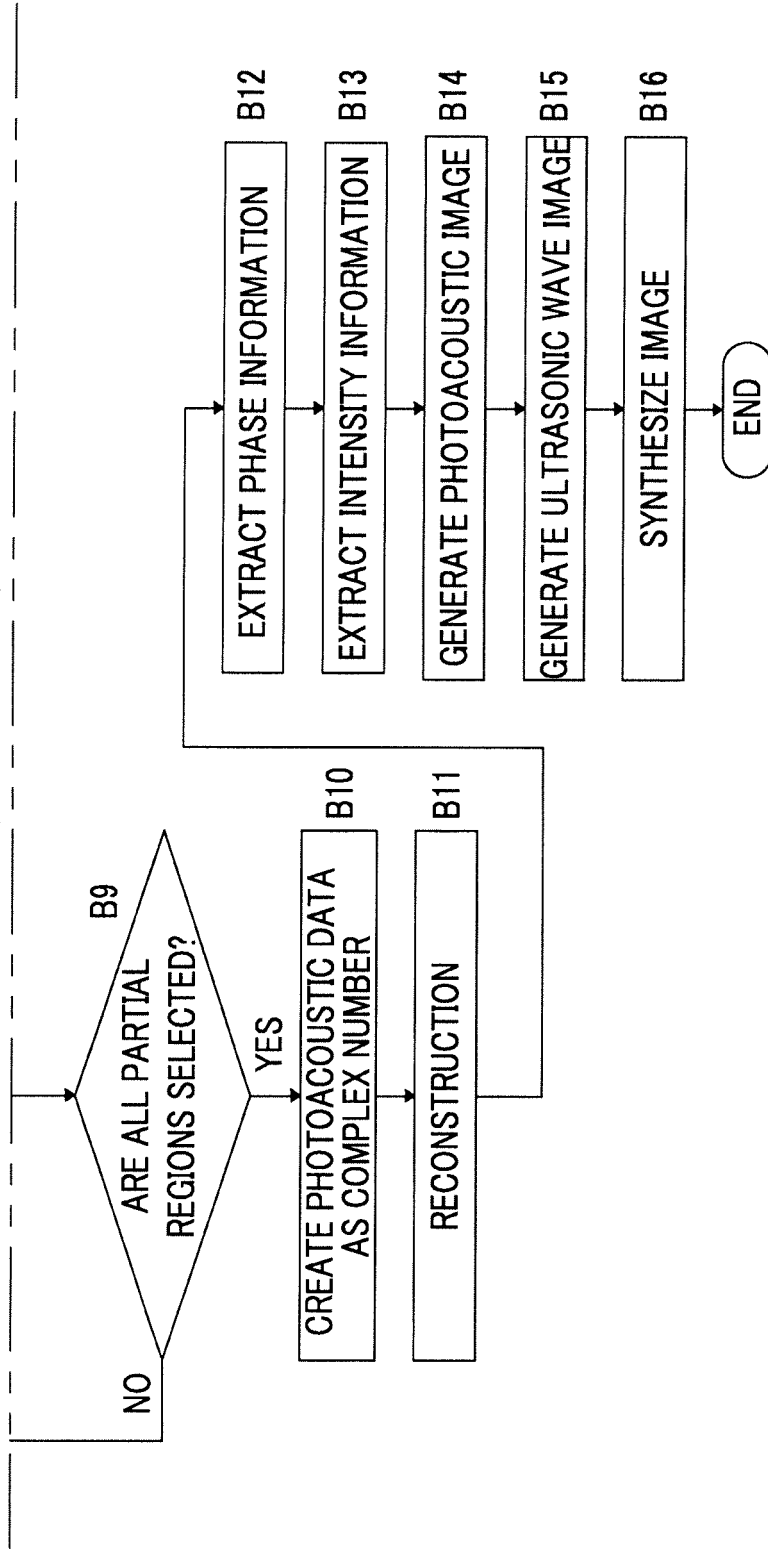 B9
ARE ALL PARTIAL
REGIONS SELECTED?
NO
YES
CREATE PHOTOACOUSTIC DATA
AS COMPLEX NUMBER
B10
RECONSTRUCTION
B11
EXTRACT PHASE INFORMATION
B12
EXTRACT INTENSITY INFORMATION
B13
GENERATE PHOTOACOUSTIC IMAGE
B14
GENERATE ULTRASONIC WAVE IMAGE
B15
SYNTHESIZE IMAGE
B16
END